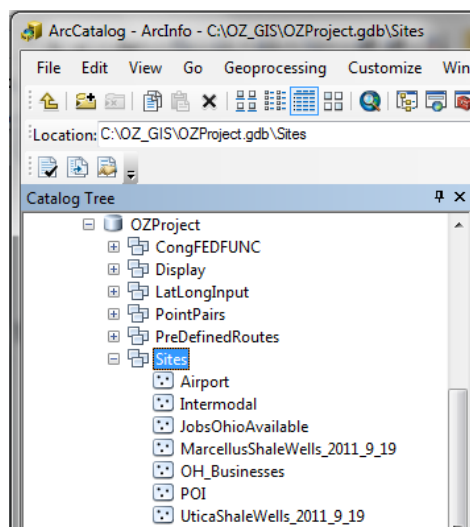 ArcCatalog - ArcInfo - C:\OZ_GIS\OZProject.gdb\Sites
File Edit View Go Geoprocessing Customize Win
Location: C:\OZ_GIS\OZProject.gdb\Sites
Catalog Tree
OZProject
CongFEDFUNC
Display
LatLongInput
PointPairs
PreDefinedRoutes
Sites
Airport
Intermodal
JobsOhioAvailable
MarcellusShaleWells_2011_9_19
OH_Businesses
POI
UticaShaleWells_2011_9_19